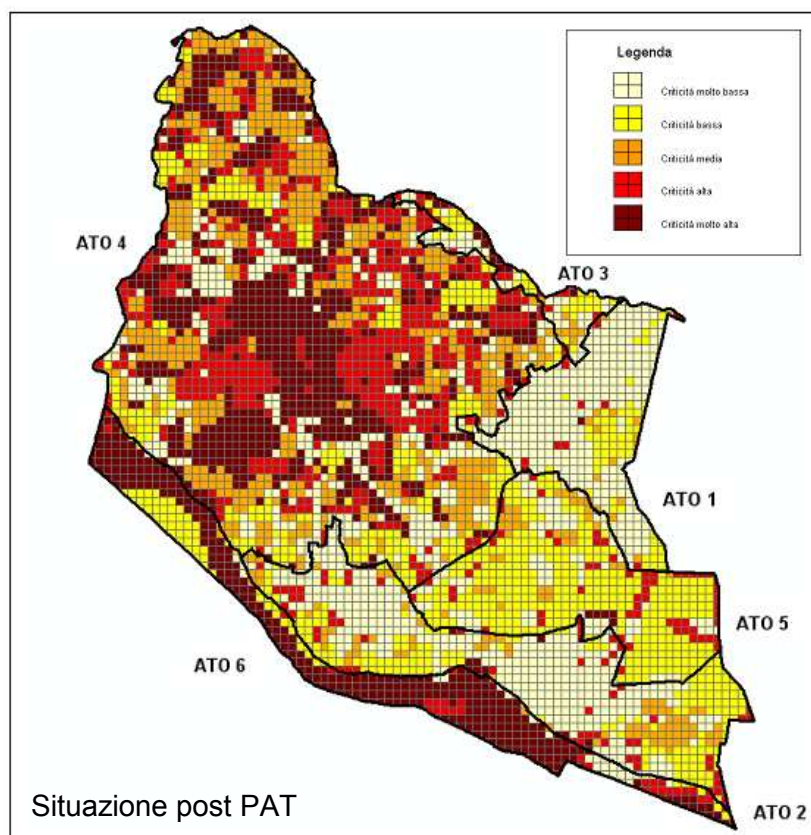 Legenda
Criticità molto bassa
Criticità bassa
Criticità media
Criticità alta
Criticità molto alta
ATO 4
ATO 3
ATO 1
ATO 5
ATO 6
ATO 2
Situazione post PAT